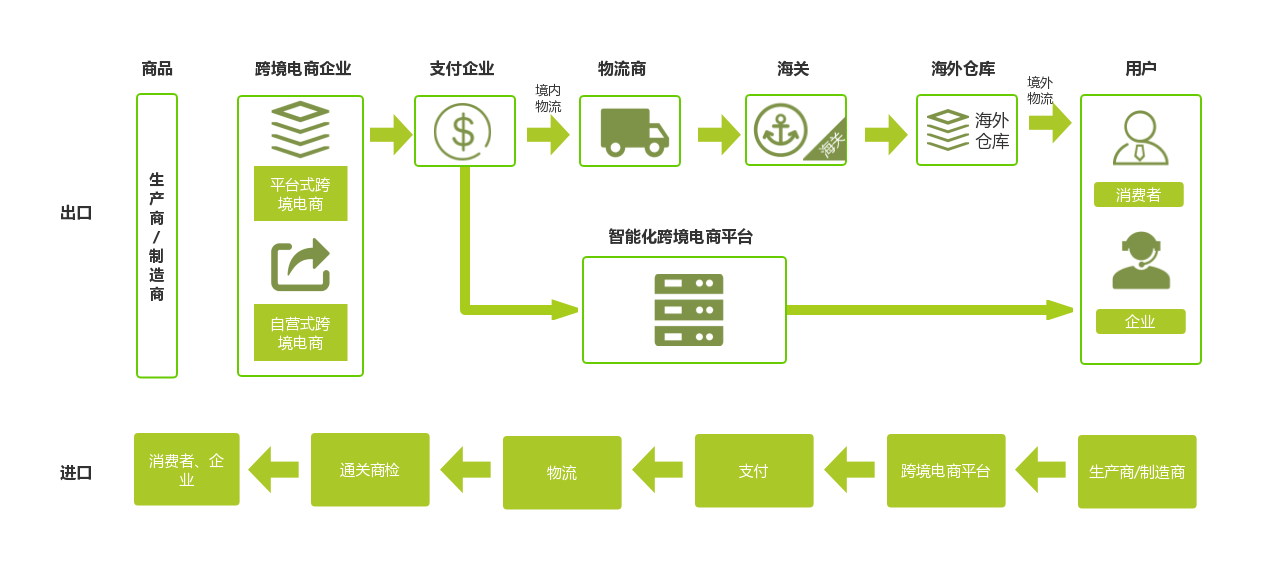 商品
跨境电商企业
支付企业
物流商
海关
海外仓库
用户
境内
物流
境外
物流
出口
生
产
商
/
制
造
商
平台式跨
境电商
自营式跨
境电商
海关
海外
仓库
消费者
企业
智能化跨境电商平台
进口
消费者、企
业
通关商检
物流
支付
跨境电商平台
生产商/制造商